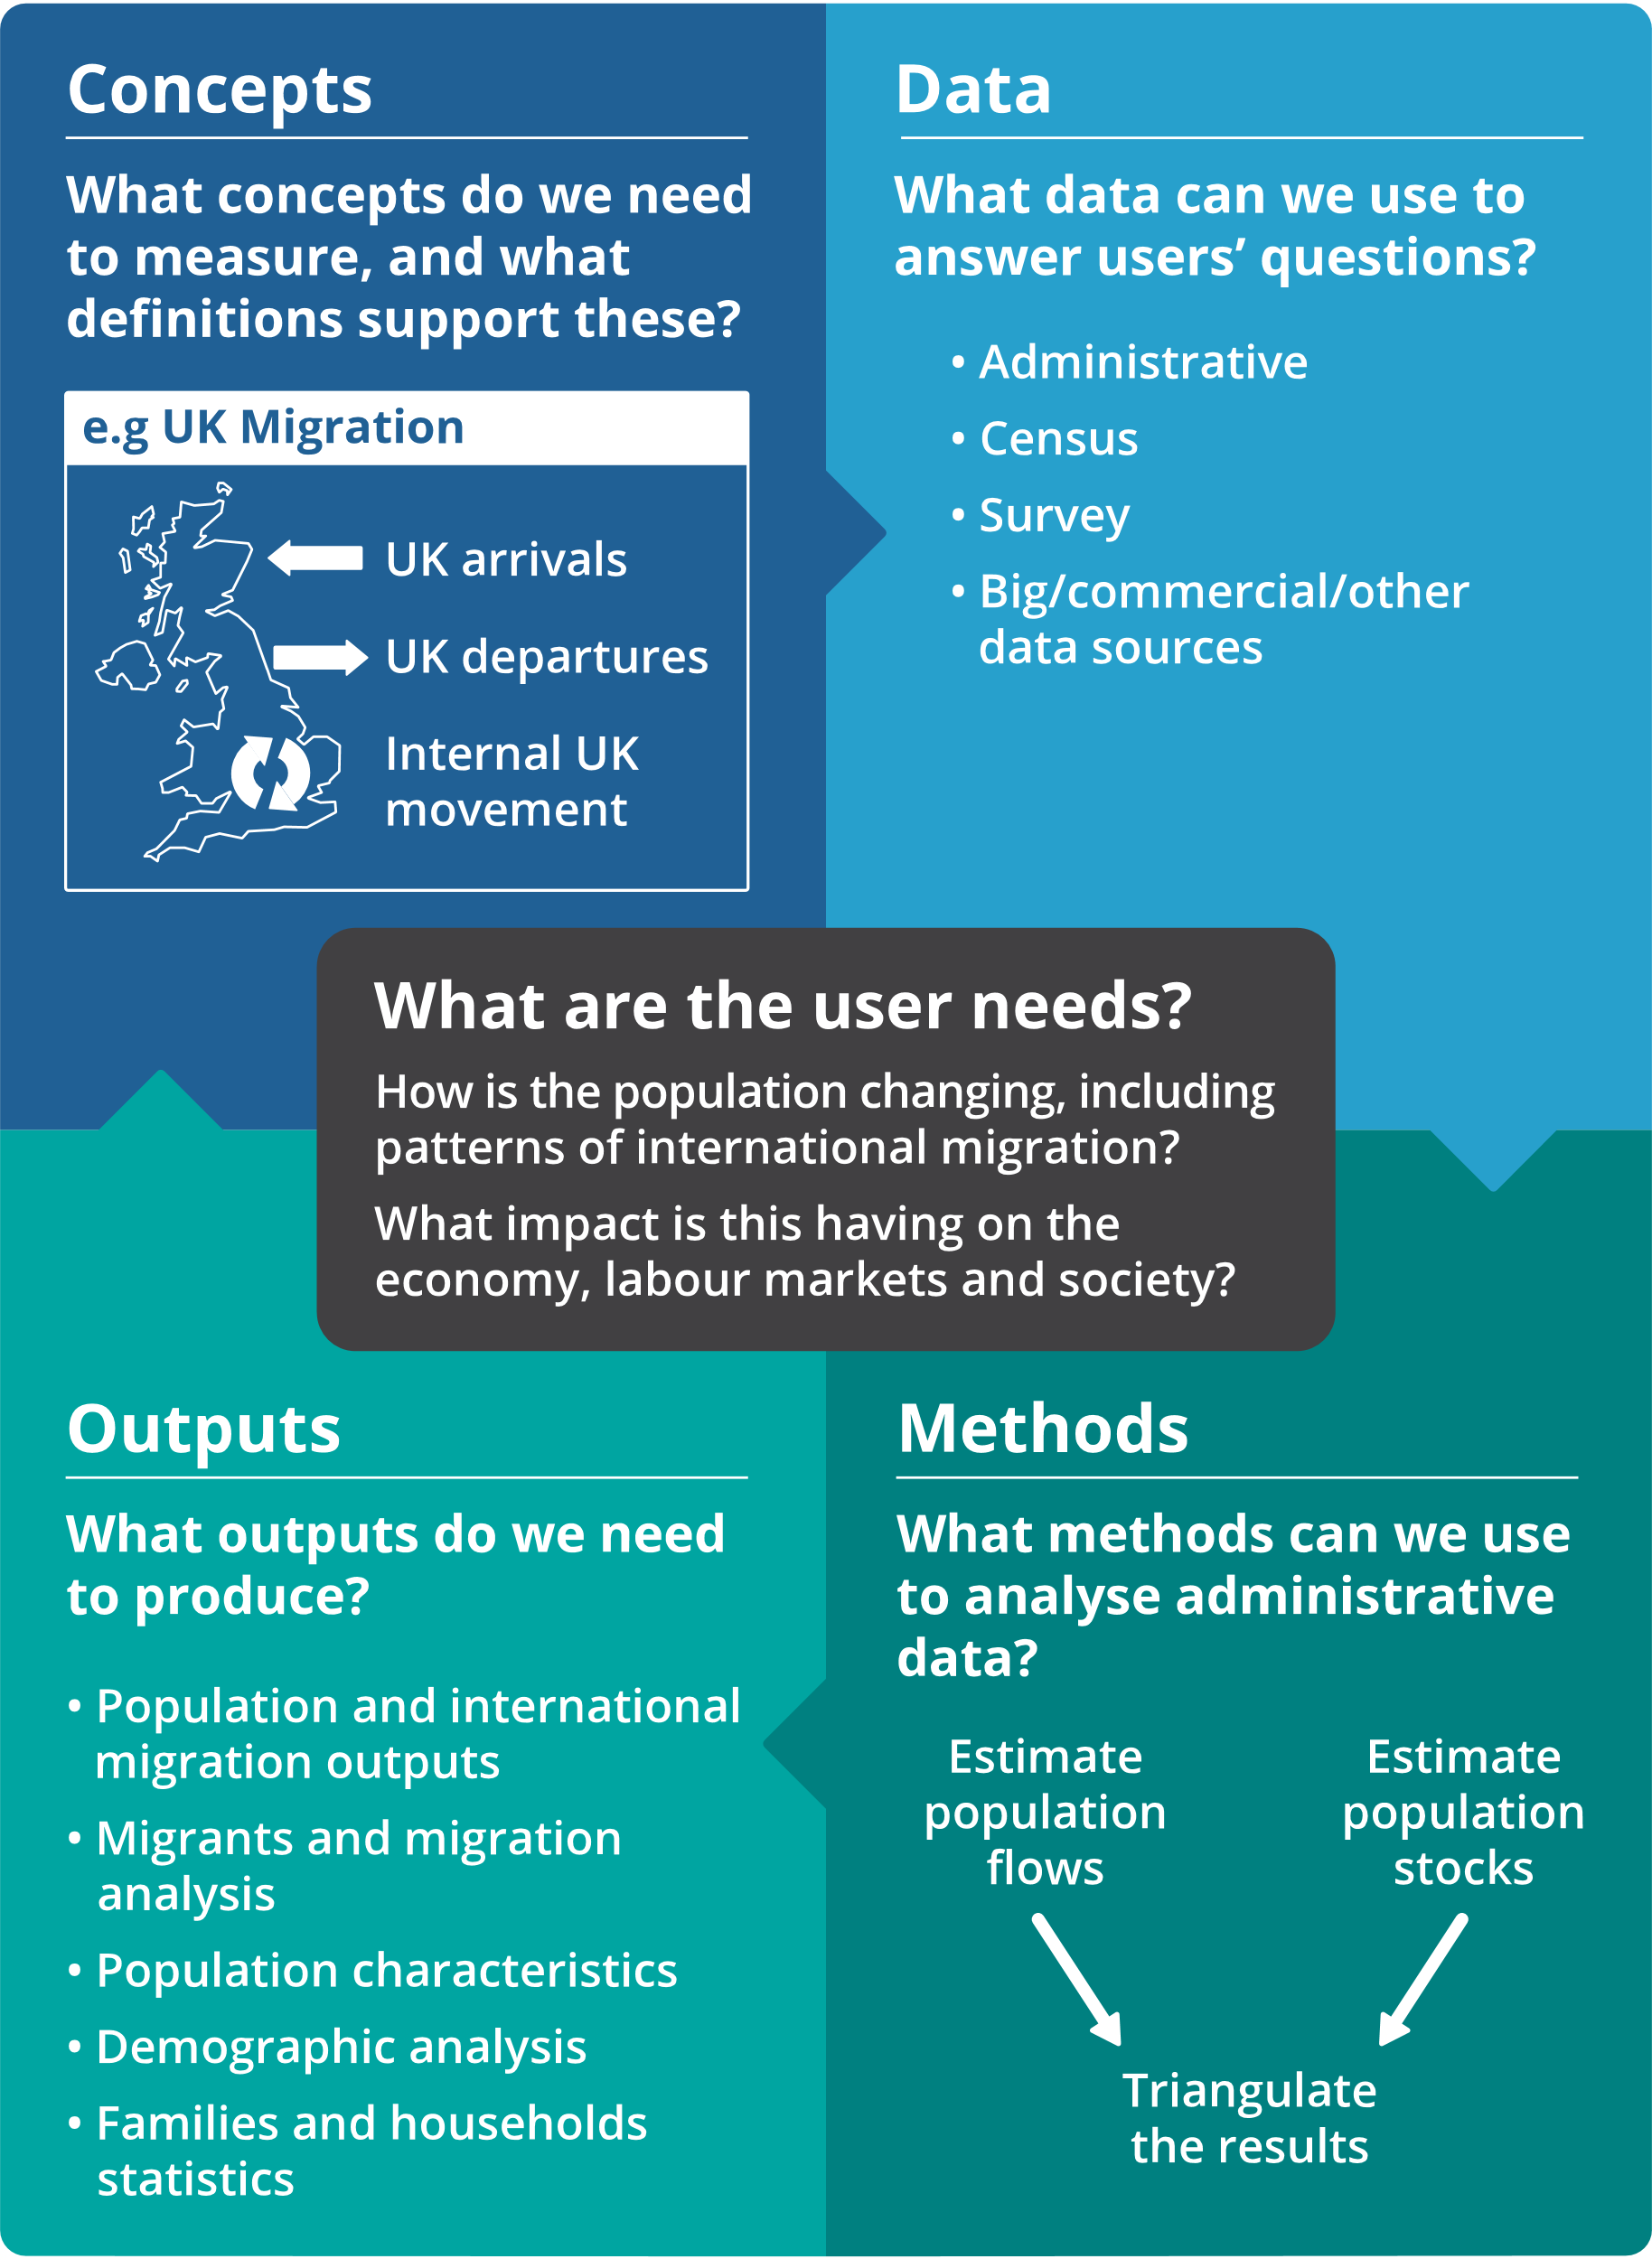 Concepts
What concepts do we need
to measure, and what
definitions support these?
e.g UK Migration
UK arrivals
UK departures
Internal UK
movement
Data
What data can we use to
answer users’ questions?
• Administrative
• Census
• Survey
• Big/commercial/other
data sources
What are the user needs?
How is the population changing, including
patterns of international migration?
What impact is this having on the
economy, labour markets and society?
Outputs
What outputs do we need
to produce?
• Population and international
migration outputs
• Migrants and migration
analysis
• Population characteristics
• Demographic analysis
• Families and households
statistics
Methods
What methods can we use
to analyse administrative
data?
Estimate
population
flows
Estimate
population
stocks
Triangulate
the results